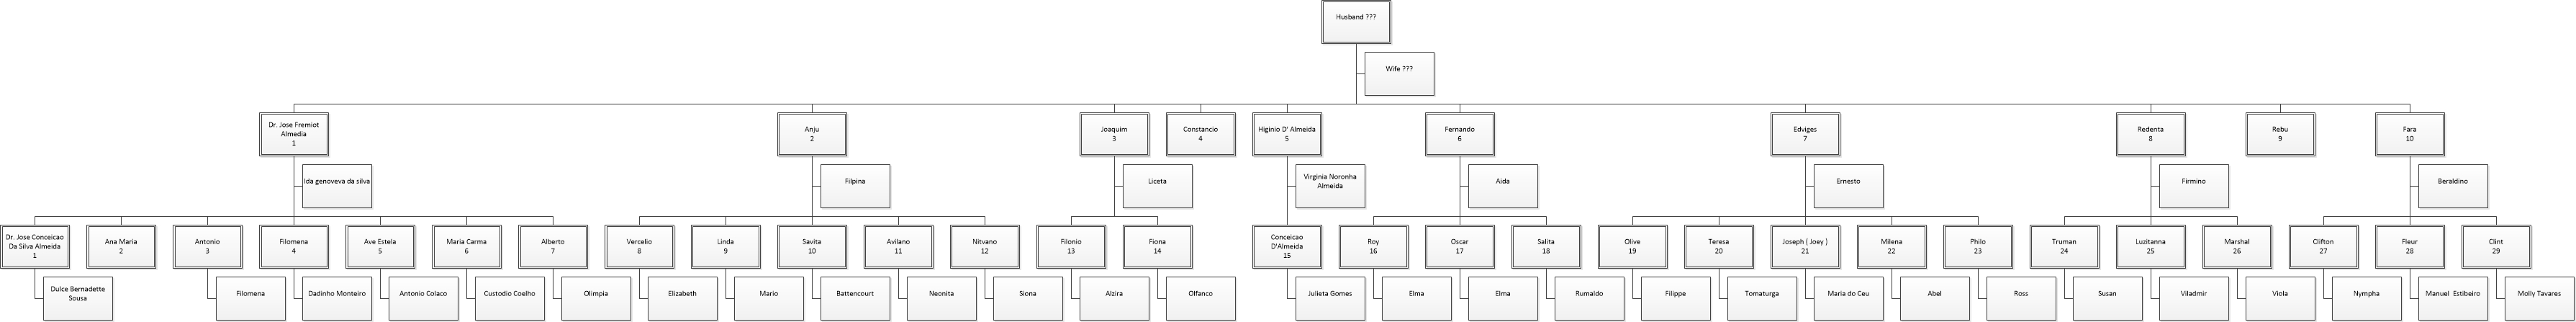 Husband ???
Wife ???
Dr. Jose Fremiot
Almedia
1
Anju
2
Joaquim
3
Constancio
4
Higinio D' Almeida
5
Fernando
6
Edviges
7
Redenta
8
Rebu
9
Fara
10
Ida genoveva da silva
Filpina
Liceta
Virginia Noronha
Almeida
Aida
Ernesto
Firmino
Beraldino
Dr. Jose Conceicao
Da Silva Almeida
1
Ana Maria
2
Antonio
3
Filomena
4
Ave Estela
5
Maria Carma
6
Alberto
7
Vercelio
8
Linda
9
Savita
10
Avilano
11
Nitvano
12
Filonio
13
Fiona
14
Conceicao
D'Almeida
15
Roy
16
Oscar
17
Salita
18
Olive
19
Teresa
20
Joseph ( Joey )
21
Milena
22
Philo
23
Truman
24
Luzitanna
25
Marshal
26
Clifton
27
Fleur
28
Clint
29
Dulce Bernadette
Sousa
Filomena
Dadinho Monteiro
Antonio Colaco
Custodio Coelho
Olimpia
Elizabeth
Mario
Battencourt
Neonita
Siona
Alzira
Olfanco
Julieta Gomes
Elma
Elma
Rumaldo
Filippe
Tomaturga
Maria do Ceu
Abel
Ross
Susan
Viladmir
Viola
Nympha
Manuel Estibeiro
Molly Tavares